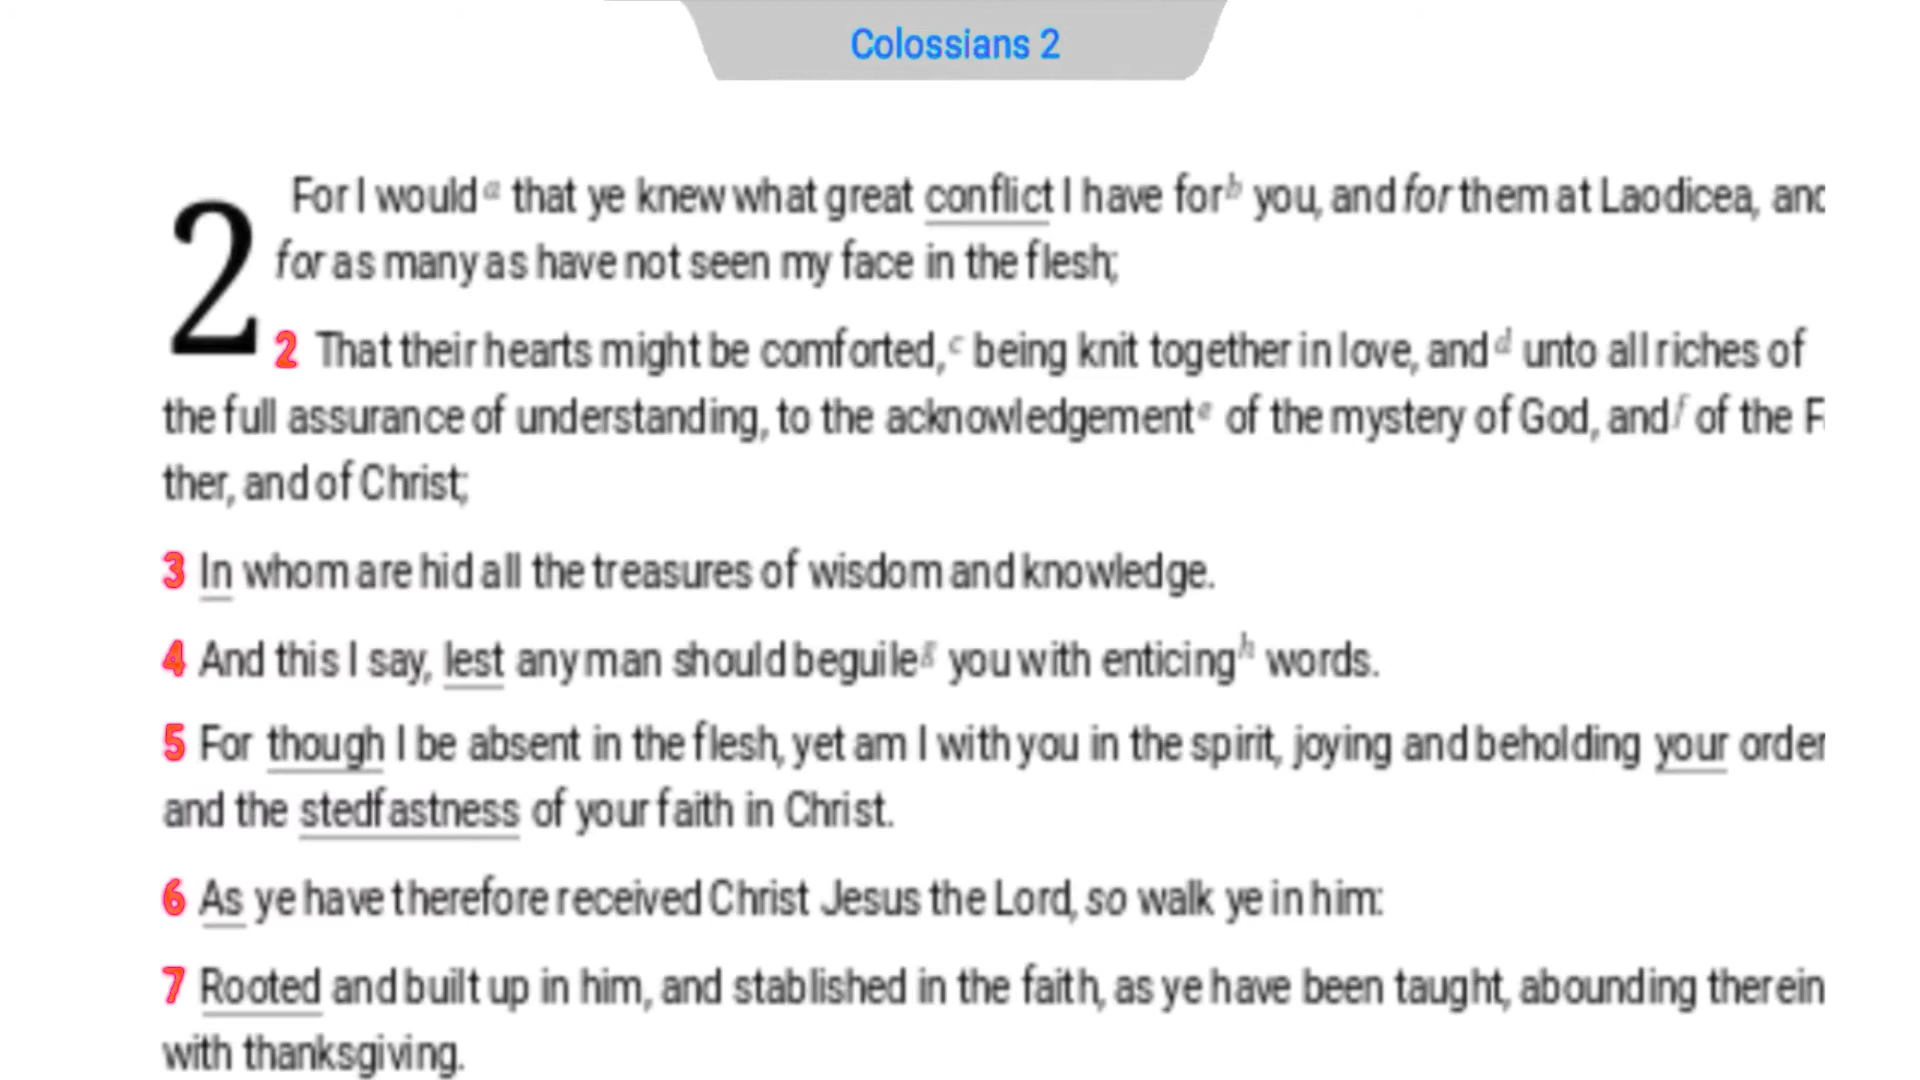 Colossians 2
2 For I would a that ye knew what great conflict I have for b you, and for them at Laodicea, and
for as many as have not seen my face in the flesh;
2 That their hearts might be comforted, c being knit together in love, and d unto all riches of
the full assurance of understanding, to the acknowledgement e of the mystery of God, and f of the F
ther, and of Christ;
3 In whom are hid all the treasures of wisdom and knowledge.
4 And this I say, lest any man should beguile g you with enticing h words.
5 For though I be absent in the flesh, yet am I with you in the spirit, joying and beholding your order
and the stedfastness of your faith in Christ.
6 As ye have therefore received Christ Jesus the Lord, so walk ye in him:
7 Rooted and built up in him, and stablished in the faith, as ye have been taught, abounding therein
with thanksgiving.